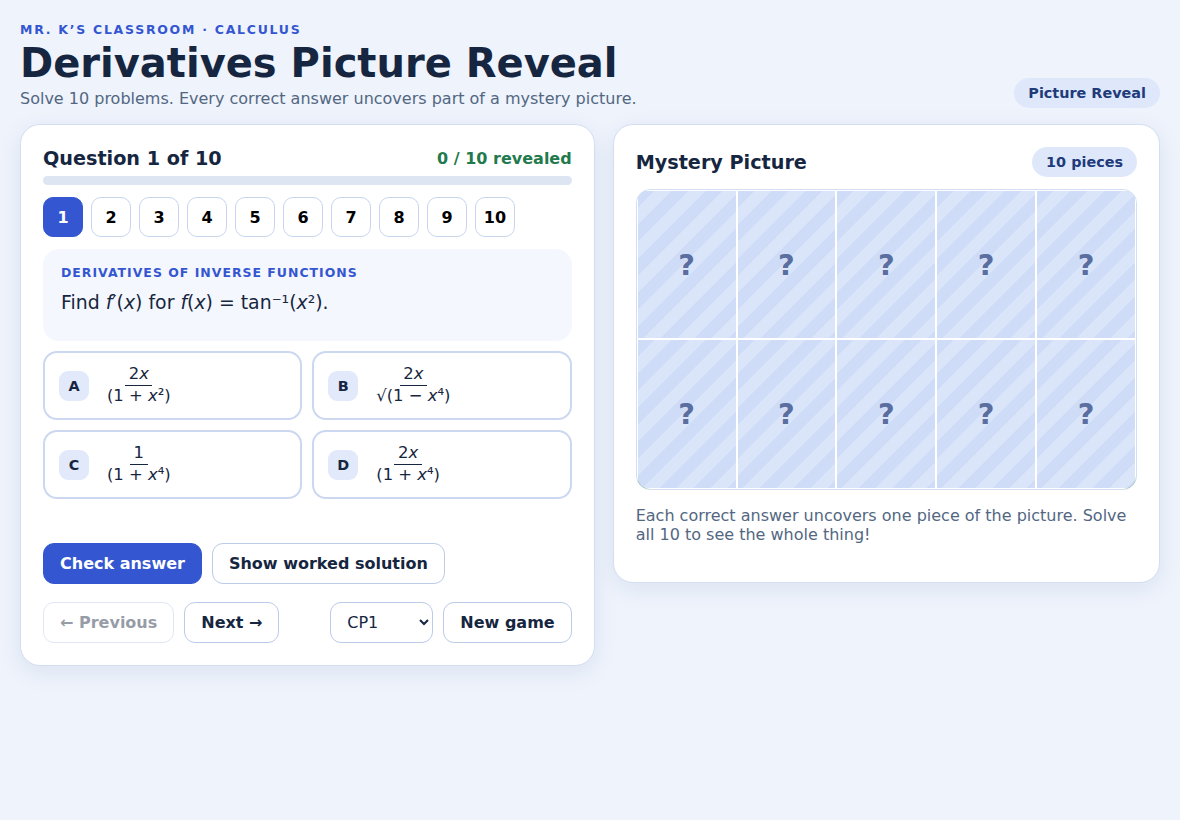 MR. K’S CLASSROOM · CALCULUS
Derivatives Picture Reveal
Solve 10 problems. Every correct answer uncovers part of a mystery picture.
Picture Reveal
Question 1 of 10
0 / 10 revealed
1 2 3 4 5 6 7 8 9 10
DERIVATIVES OF INVERSE FUNCTIONS
Find f′(x) for f(x) = tan⁻¹(x²).
A
2x
(1 + x²)
B
2x
√(1 − x⁴)
C
1
(1 + x⁴)
D
2x
(1 + x⁴)
Check answer
Show worked solution
← Previous
Next →
CP1
New game
Mystery Picture
10 pieces
? ? ? ? ?
? ? ? ? ?
Each correct answer uncovers one piece of the picture. Solve
all 10 to see the whole thing!